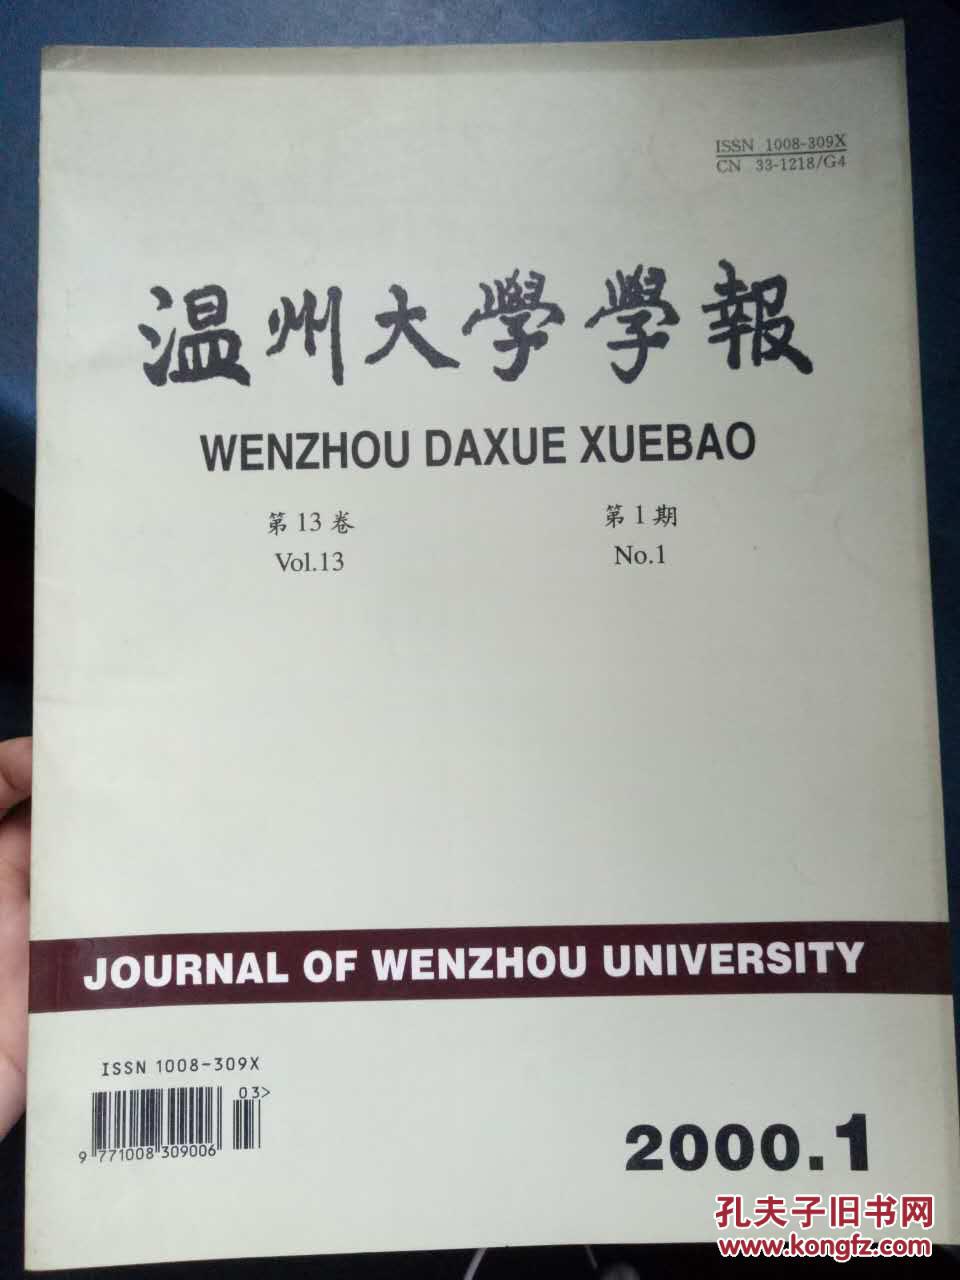 ISSN 1008-309X
CN 33-1218/G4
温州大學學報
WENZHOU DAXUE XUEBAO
第13卷 第1期
Vol.13 No.1
JOURNAL OF WENZHOU UNIVERSITY
ISSN 1008-309X
03>
9 771008 309006
2000.1
孔夫子旧书网
www.kongfz.com